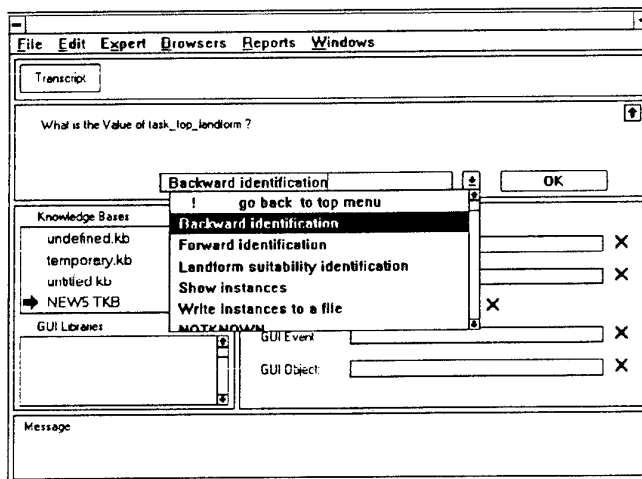 File Edit Expert Browsers Reports Windows
Transcript
What is the Value of task_top_landform ?
Backward identification
OK
! go back to top menu
Backward identification
Forward identification
Landform suitability identification
Show instances
Write instances to a file
NOTKNOWN
Knowledge Bases
undefined.kb
temporary.kb
untitled.kb
NEWS TKB
GUI Libraries
GUI Event
GUI Object:
Message